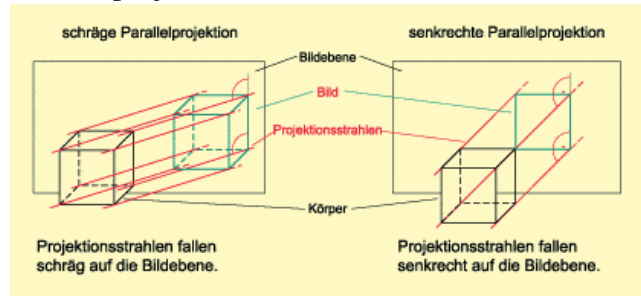 schräge Parallelprojektion
senkrechte Parallelprojektion
Bildebene
Bild
Projektionsstrahlen
Körper
Projektionsstrahlen fallen
schräg auf die Bildebene.
Projektionsstrahlen fallen
senkrecht auf die Bildebene.